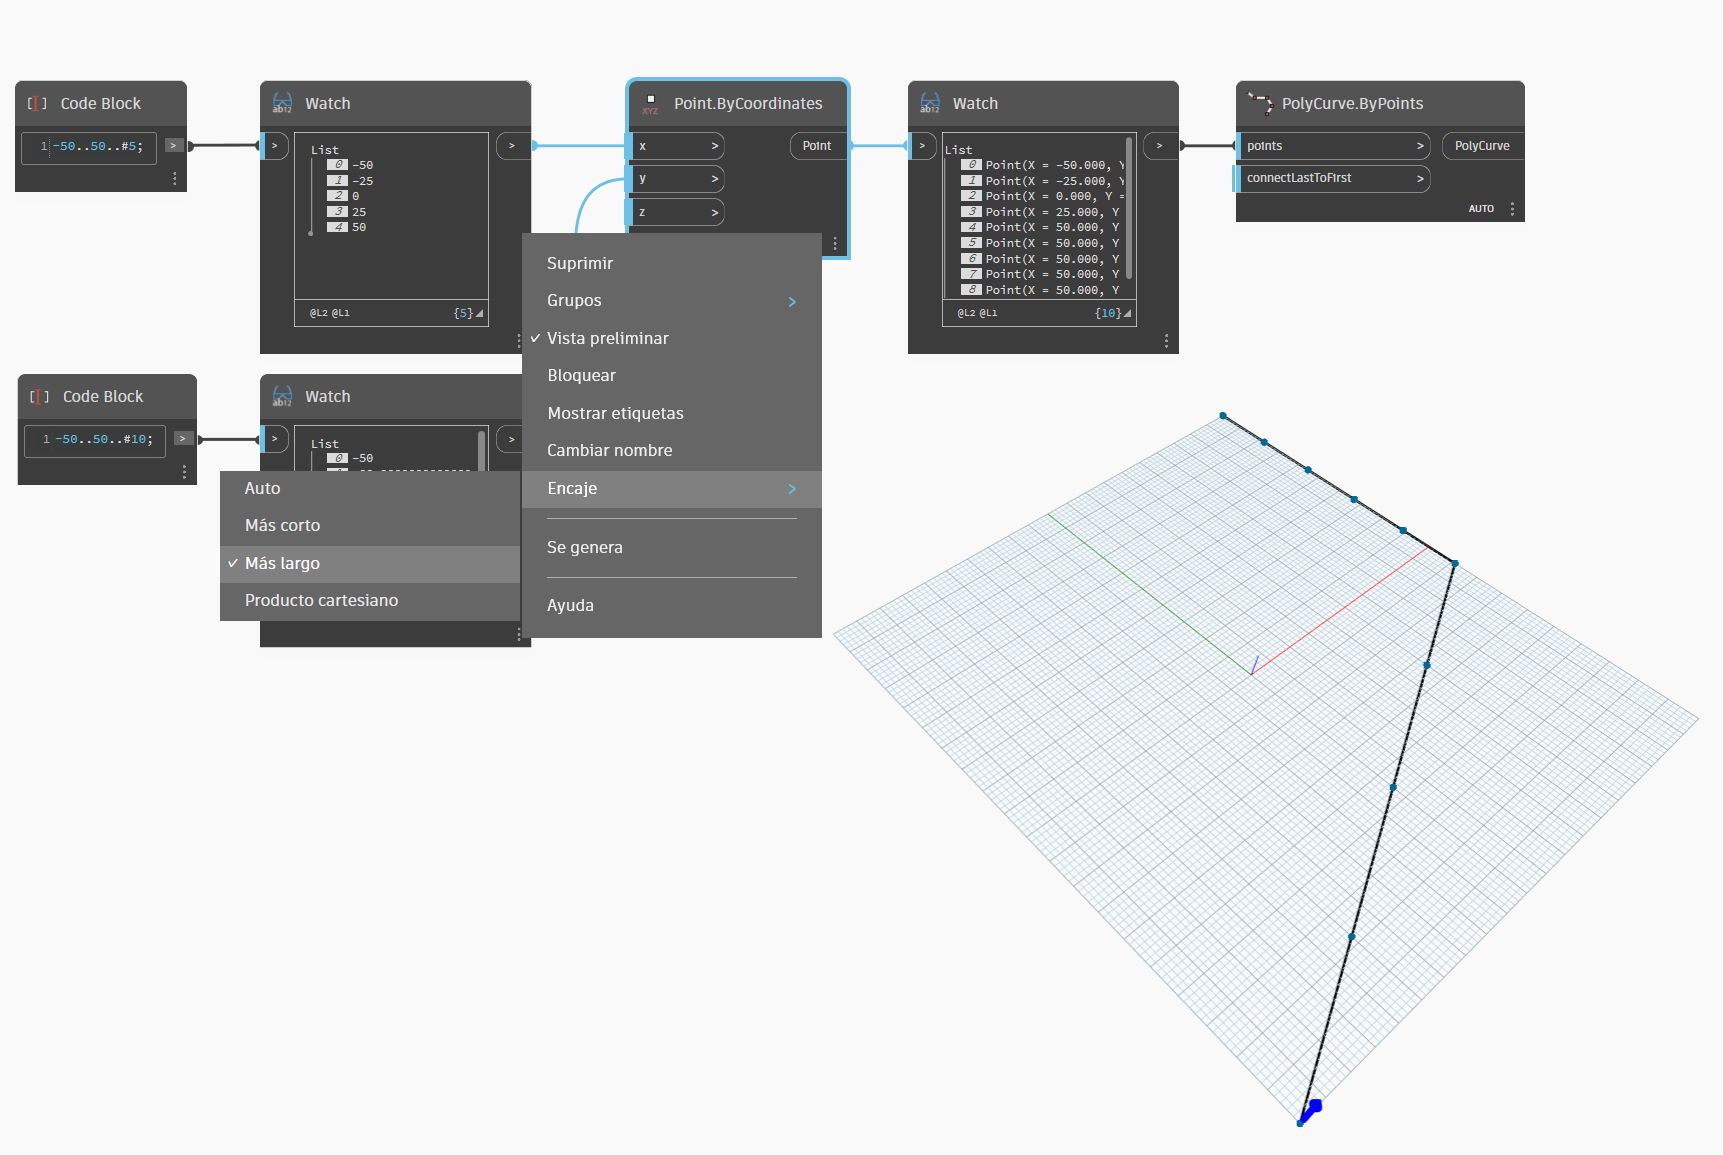 Code Block
1 -50..50..#5;
>
Watch
>
>
List
0 -50
1 -25
2 0
3 25
4 50
@L2 @L1
{5}
XYZ
Point.ByCoordinates
x >
y >
z >
Point
Watch
>
>
List
0 Point(X = -50.000, Y
1 Point(X = -25.000, Y
2 Point(X = 0.000, Y =
3 Point(X = 25.000, Y
4 Point(X = 50.000, Y
5 Point(X = 50.000, Y
6 Point(X = 50.000, Y
7 Point(X = 50.000, Y
8 Point(X = 50.000, Y
@L2 @L1
{10}
PolyCurve.ByPoints
points >
PolyCurve
connectLastToFirst >
AUTO
Code Block
1 -50..50..#10;
>
Watch
>
>
List
0 -50
Auto
Más corto
Más largo
Producto cartesiano
Suprimir
Grupos >
Vista preliminar
Bloquear
Mostrar etiquetas
Cambiar nombre
Encaje >
Se genera
Ayuda